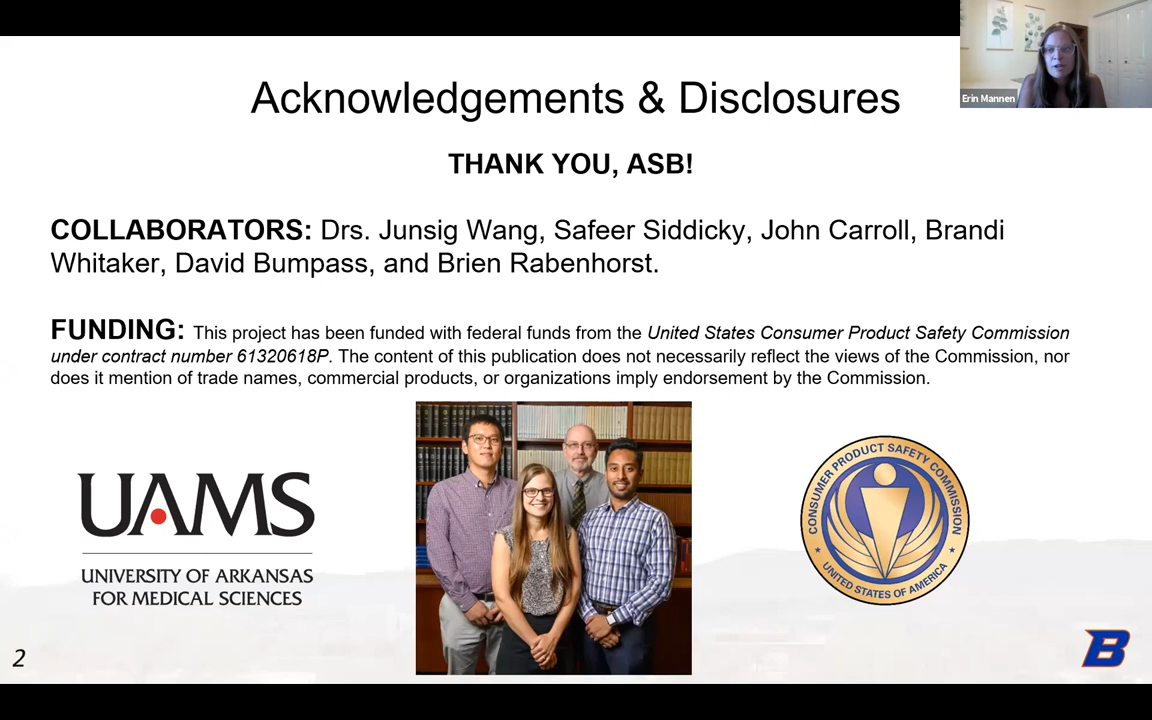 Acknowledgements & Disclosures
Erin Mannen
THANK YOU, ASB!
COLLABORATORS: Drs. Junsig Wang, Safeer Siddicky, John Carroll, Brandi
Whitaker, David Bumpass, and Brien Rabenhorst.
FUNDING: This project has been funded with federal funds from the United States Consumer Product Safety Commission
under contract number 61320618P. The content of this publication does not necessarily reflect the views of the Commission, nor
does it mention of trade names, commercial products, or organizations imply endorsement by the Commission.
UAMS
UNIVERSITY OF ARKANSAS
FOR MEDICAL SCIENCES
CONSUMER PRODUCT SAFETY COMMISSION
UNITED STATES OF AMERICA
2
B